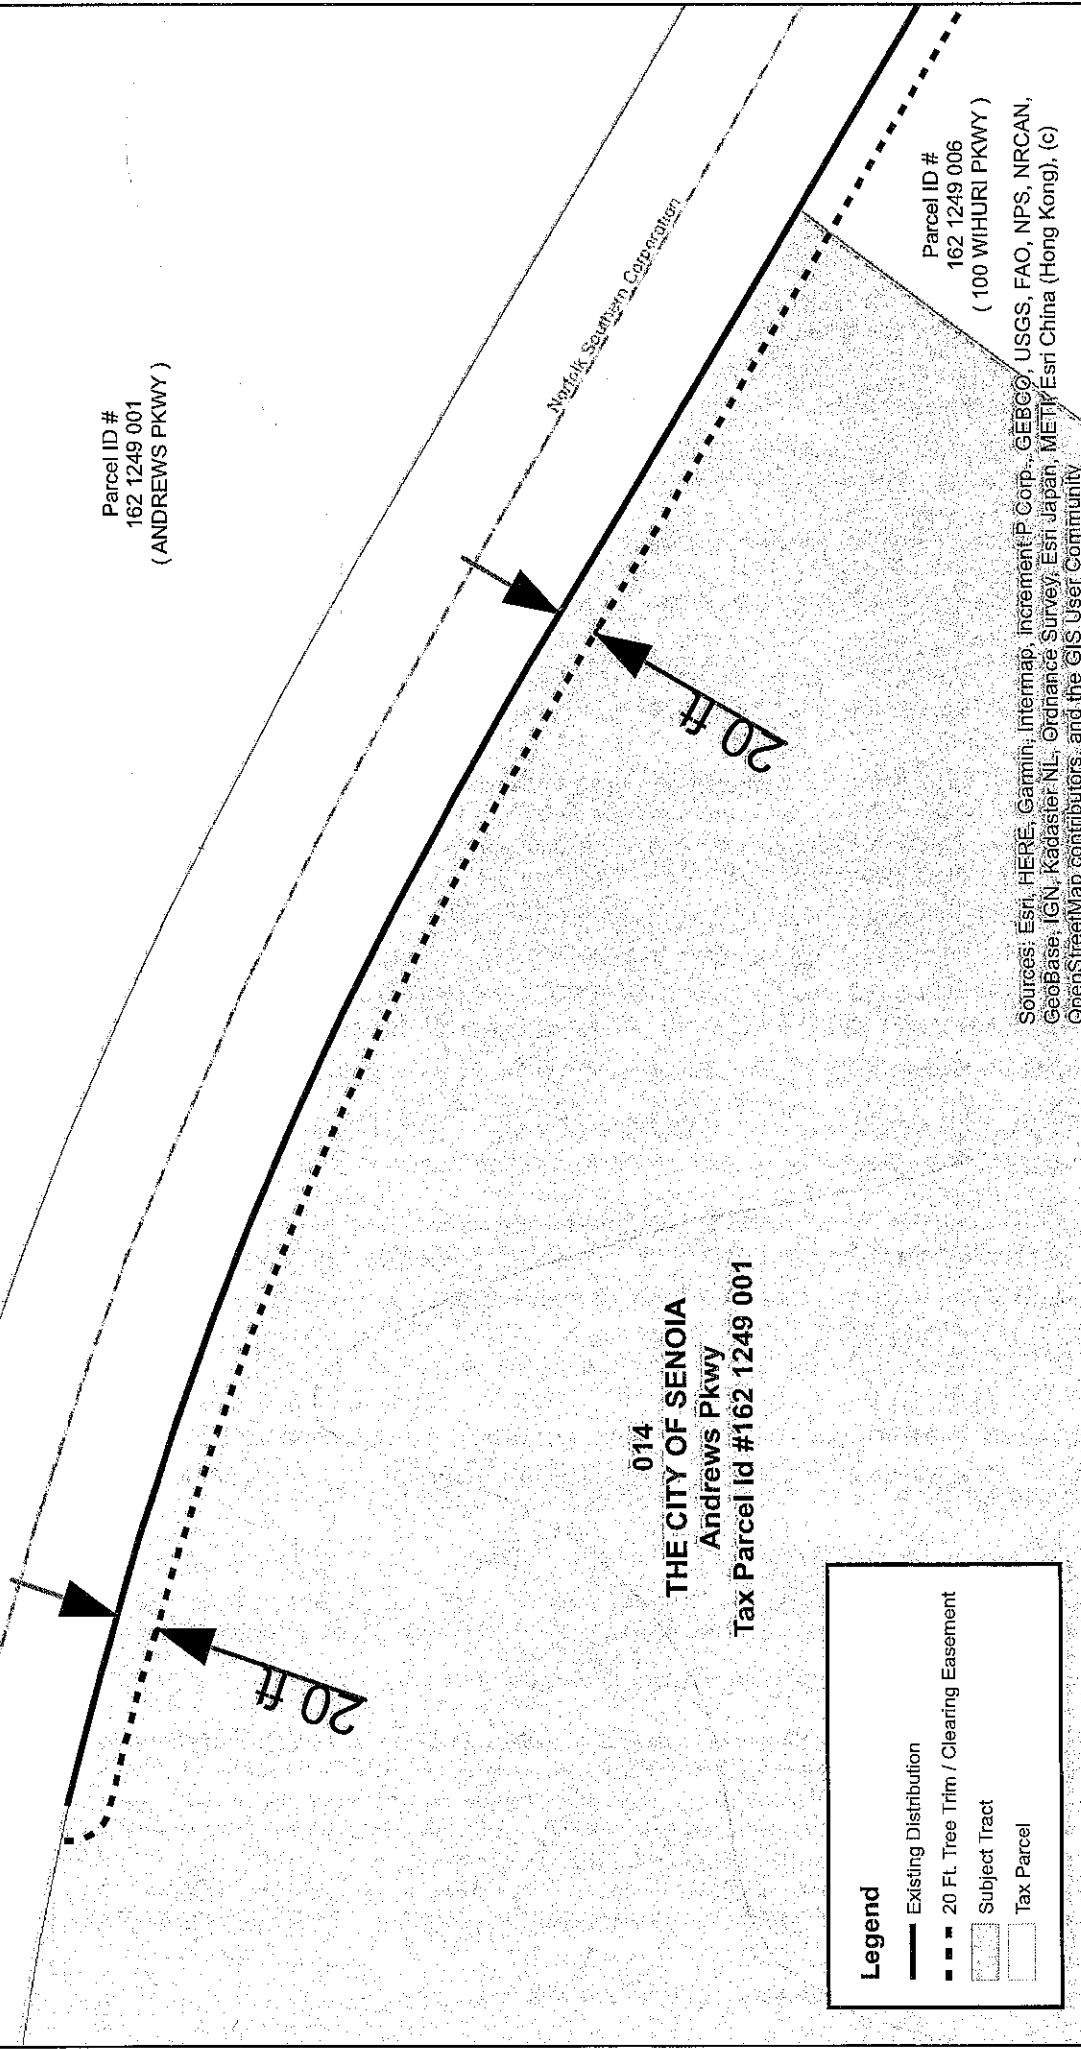 Parcel ID #
162 1249 001
( ANDREWS PKWY )
Norfolk Southern Corporation
Parcel ID #
162 1249 006
( 100 WIHURI PKWY )
20 ft
20 ft
014
THE CITY OF SENOIA
Andrews Pkwy
Tax Parcel Id #162 1249 001
Sources: Esri, HERE, Garmin, Intermap, increment P Corp., GEBCO, USGS, FAO, NPS, NRCAN,
GeoBase, IGN, Kadaster NL, Ordnance Survey, Esri Japan, METI, Esri China (Hong Kong), (c)
OpenStreetMap contributors, and the GIS User Community
Legend
Existing Distribution
20 Ft. Tree Trim / Clearing Easement
Subject Tract
Tax Parcel